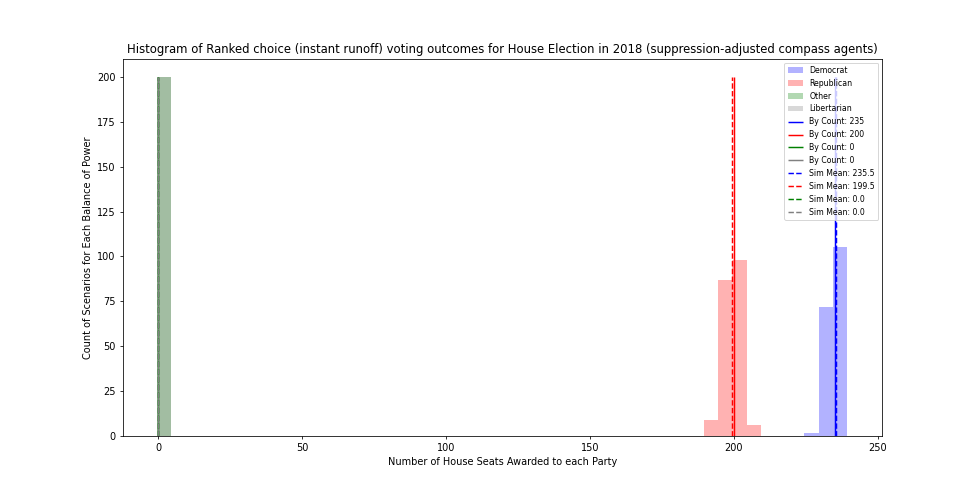 Histogram of Ranked choice (instant runoff) voting outcomes for House Election in 2018 (suppression-adjusted compass agents)
Democrat
Republican
Other
Libertarian
By Count: 235
By Count: 200
By Count: 0
By Count: 0
Sim Mean: 235.5
Sim Mean: 199.5
Sim Mean: 0.0
Sim Mean: 0.0
Count of Scenarios for Each Balance of Power
200
175
150
125
100
75
50
25
0
0
50
100
150
200
250
Number of House Seats Awarded to each Party